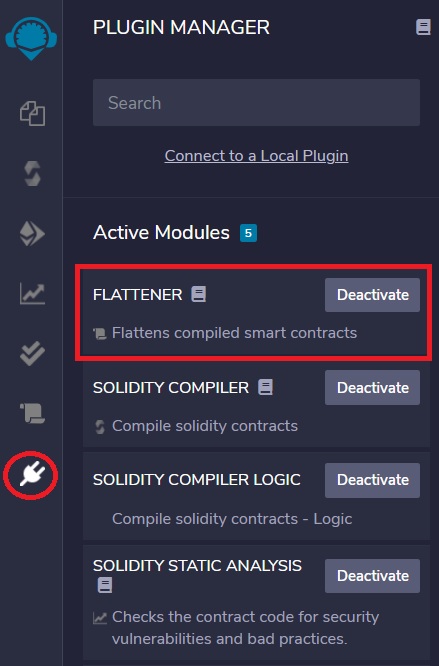 PLUGIN MANAGER
Search
Connect to a Local Plugin
Active Modules 5
FLATTENER Deactivate
Flattens compiled smart contracts
SOLIDITY COMPILER Deactivate
Compile solidity contracts
SOLIDITY COMPILER LOGIC Deactivate
Compile solidity contracts - Logic
SOLIDITY STATIC ANALYSIS Deactivate
Checks the contract code for security
vulnerabilities and bad practices.